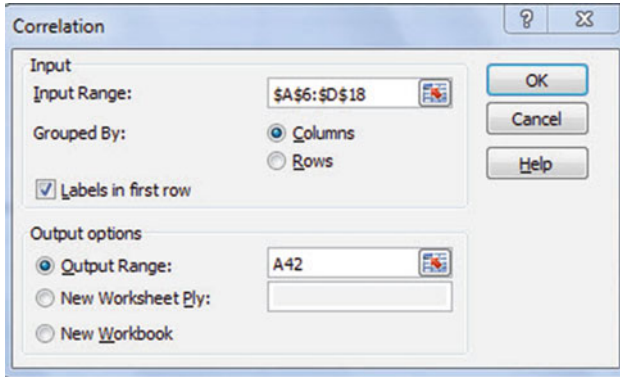 Correlation
Input
Input Range: $A$6:$D$18
Grouped By: Columns
Rows
Labels in first row
Output options
Output Range: A42
New Worksheet Ply:
New Workbook
OK
Cancel
Help